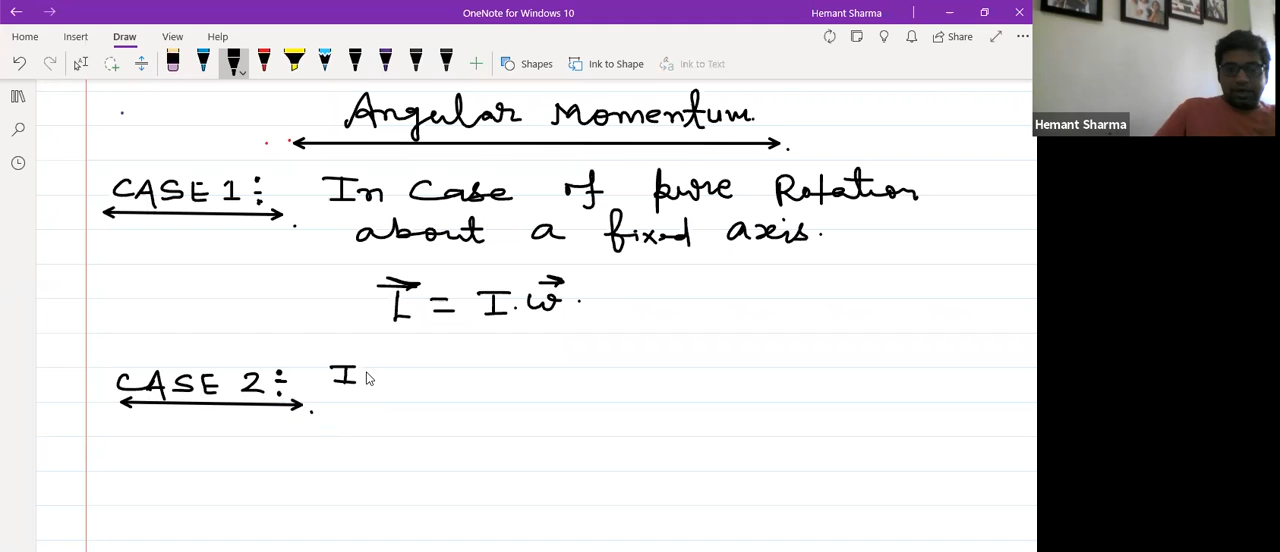 OneNote for Windows 10
Hemant Sharma
Home Insert Draw View Help
Share
Shapes Ink to Shape Ink to Text
Angular Momentum.
CASE 1: In Case of pure Rotation
about a fixed axis.
L = I.ω.
CASE 2: I
Hemant Sharma